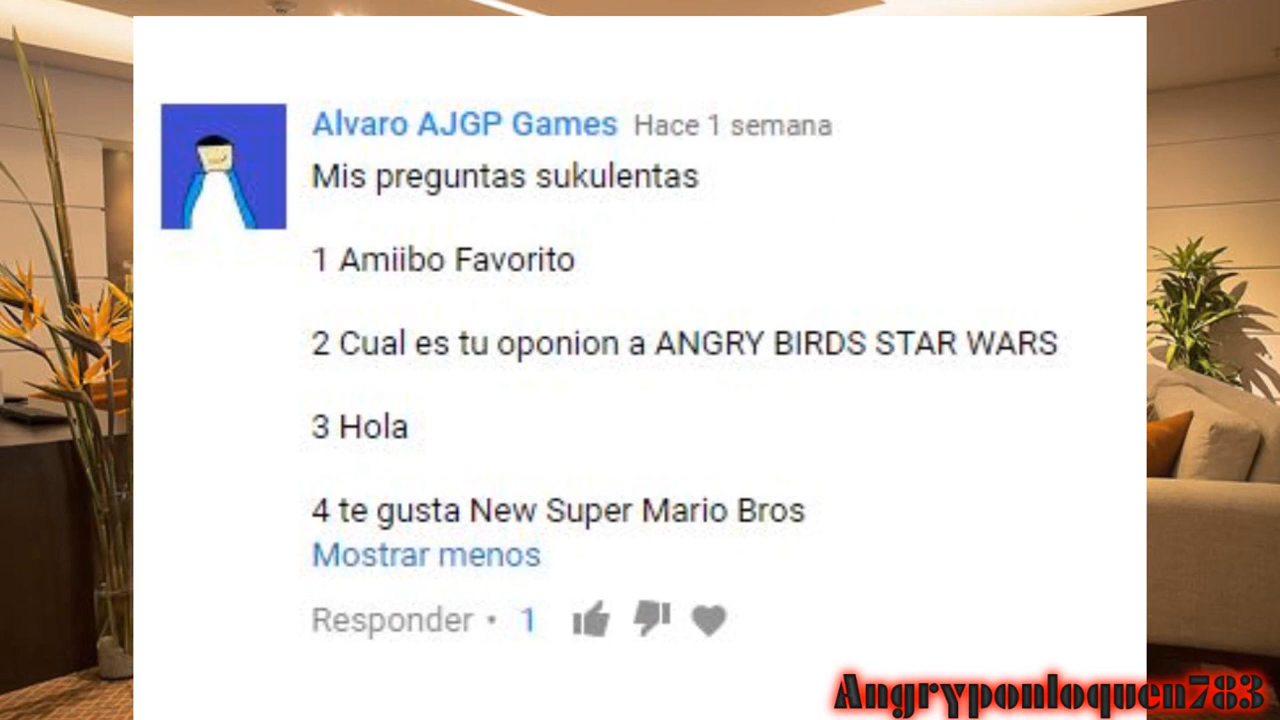 Alvaro AJGP Games Hace 1 semana
Mis preguntas sukulentas
1 Amiibo Favorito
2 Cual es tu oponion a ANGRY BIRDS STAR WARS
3 Hola
4 te gusta New Super Mario Bros
Mostrar menos
Responder • 1
Angryponloquen783